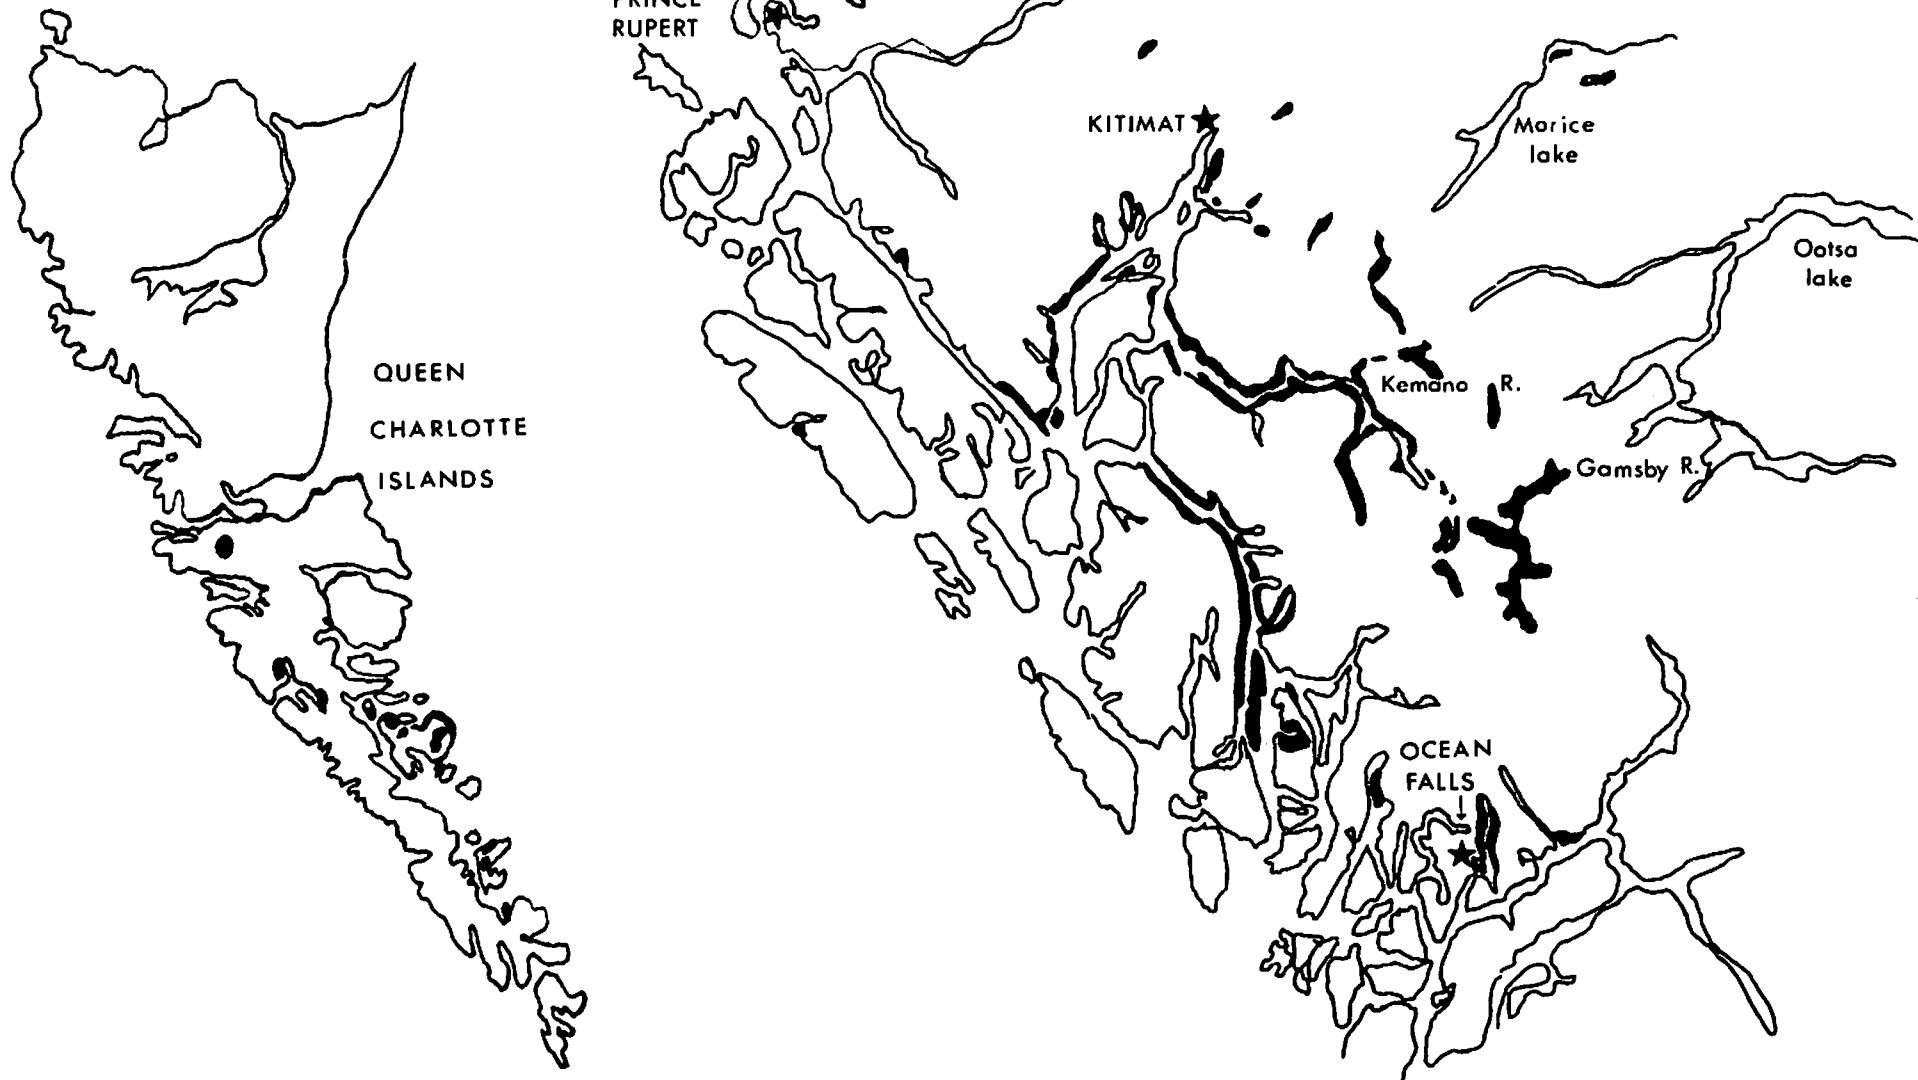 PRINCE
RUPERT
KITIMAT
Morice
lake
Ootsa
lake
QUEEN
CHARLOTTE
ISLANDS
Kemano R.
Gamsby R.
OCEAN
FALLS